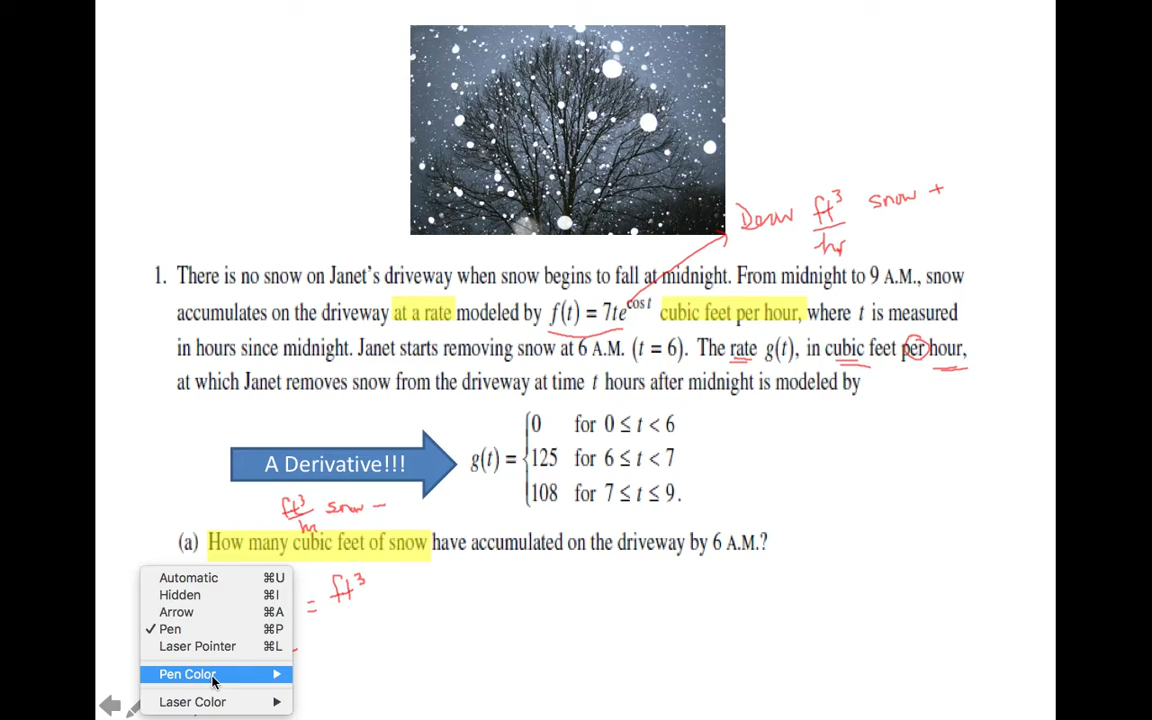 Deriv ft³/hr snow +
1. There is no snow on Janet's driveway when snow begins to fall at midnight. From midnight to 9 A.M., snow
accumulates on the driveway at a rate modeled by f(t) = 7te^cos t cubic feet per hour, where t is measured
in hours since midnight. Janet starts removing snow at 6 A.M. (t = 6). The rate g(t), in cubic feet per hour,
at which Janet removes snow from the driveway at time t hours after midnight is modeled by
0 for 0 ≤ t < 6
A Derivative!!! g(t) = { 125 for 6 ≤ t < 7
108 for 7 ≤ t ≤ 9.
ft³/hr snow −
(a) How many cubic feet of snow have accumulated on the driveway by 6 A.M.?
= ft³
Automatic ⌘U
Hidden ⌘I
Arrow ⌘A
✓ Pen ⌘P
Laser Pointer ⌘L
Pen Color ▶
Laser Color ▶